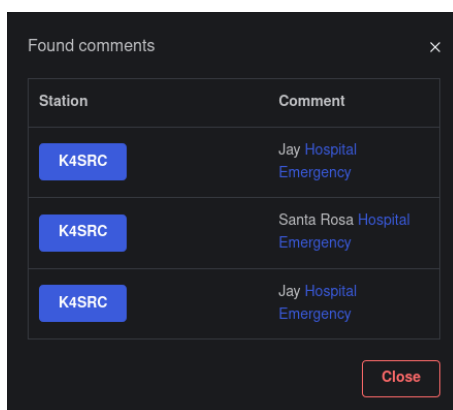 Found comments ×
Station Comment
K4SRC Jay Hospital
Emergency
K4SRC Santa Rosa Hospital
Emergency
K4SRC Jay Hospital
Emergency
Close